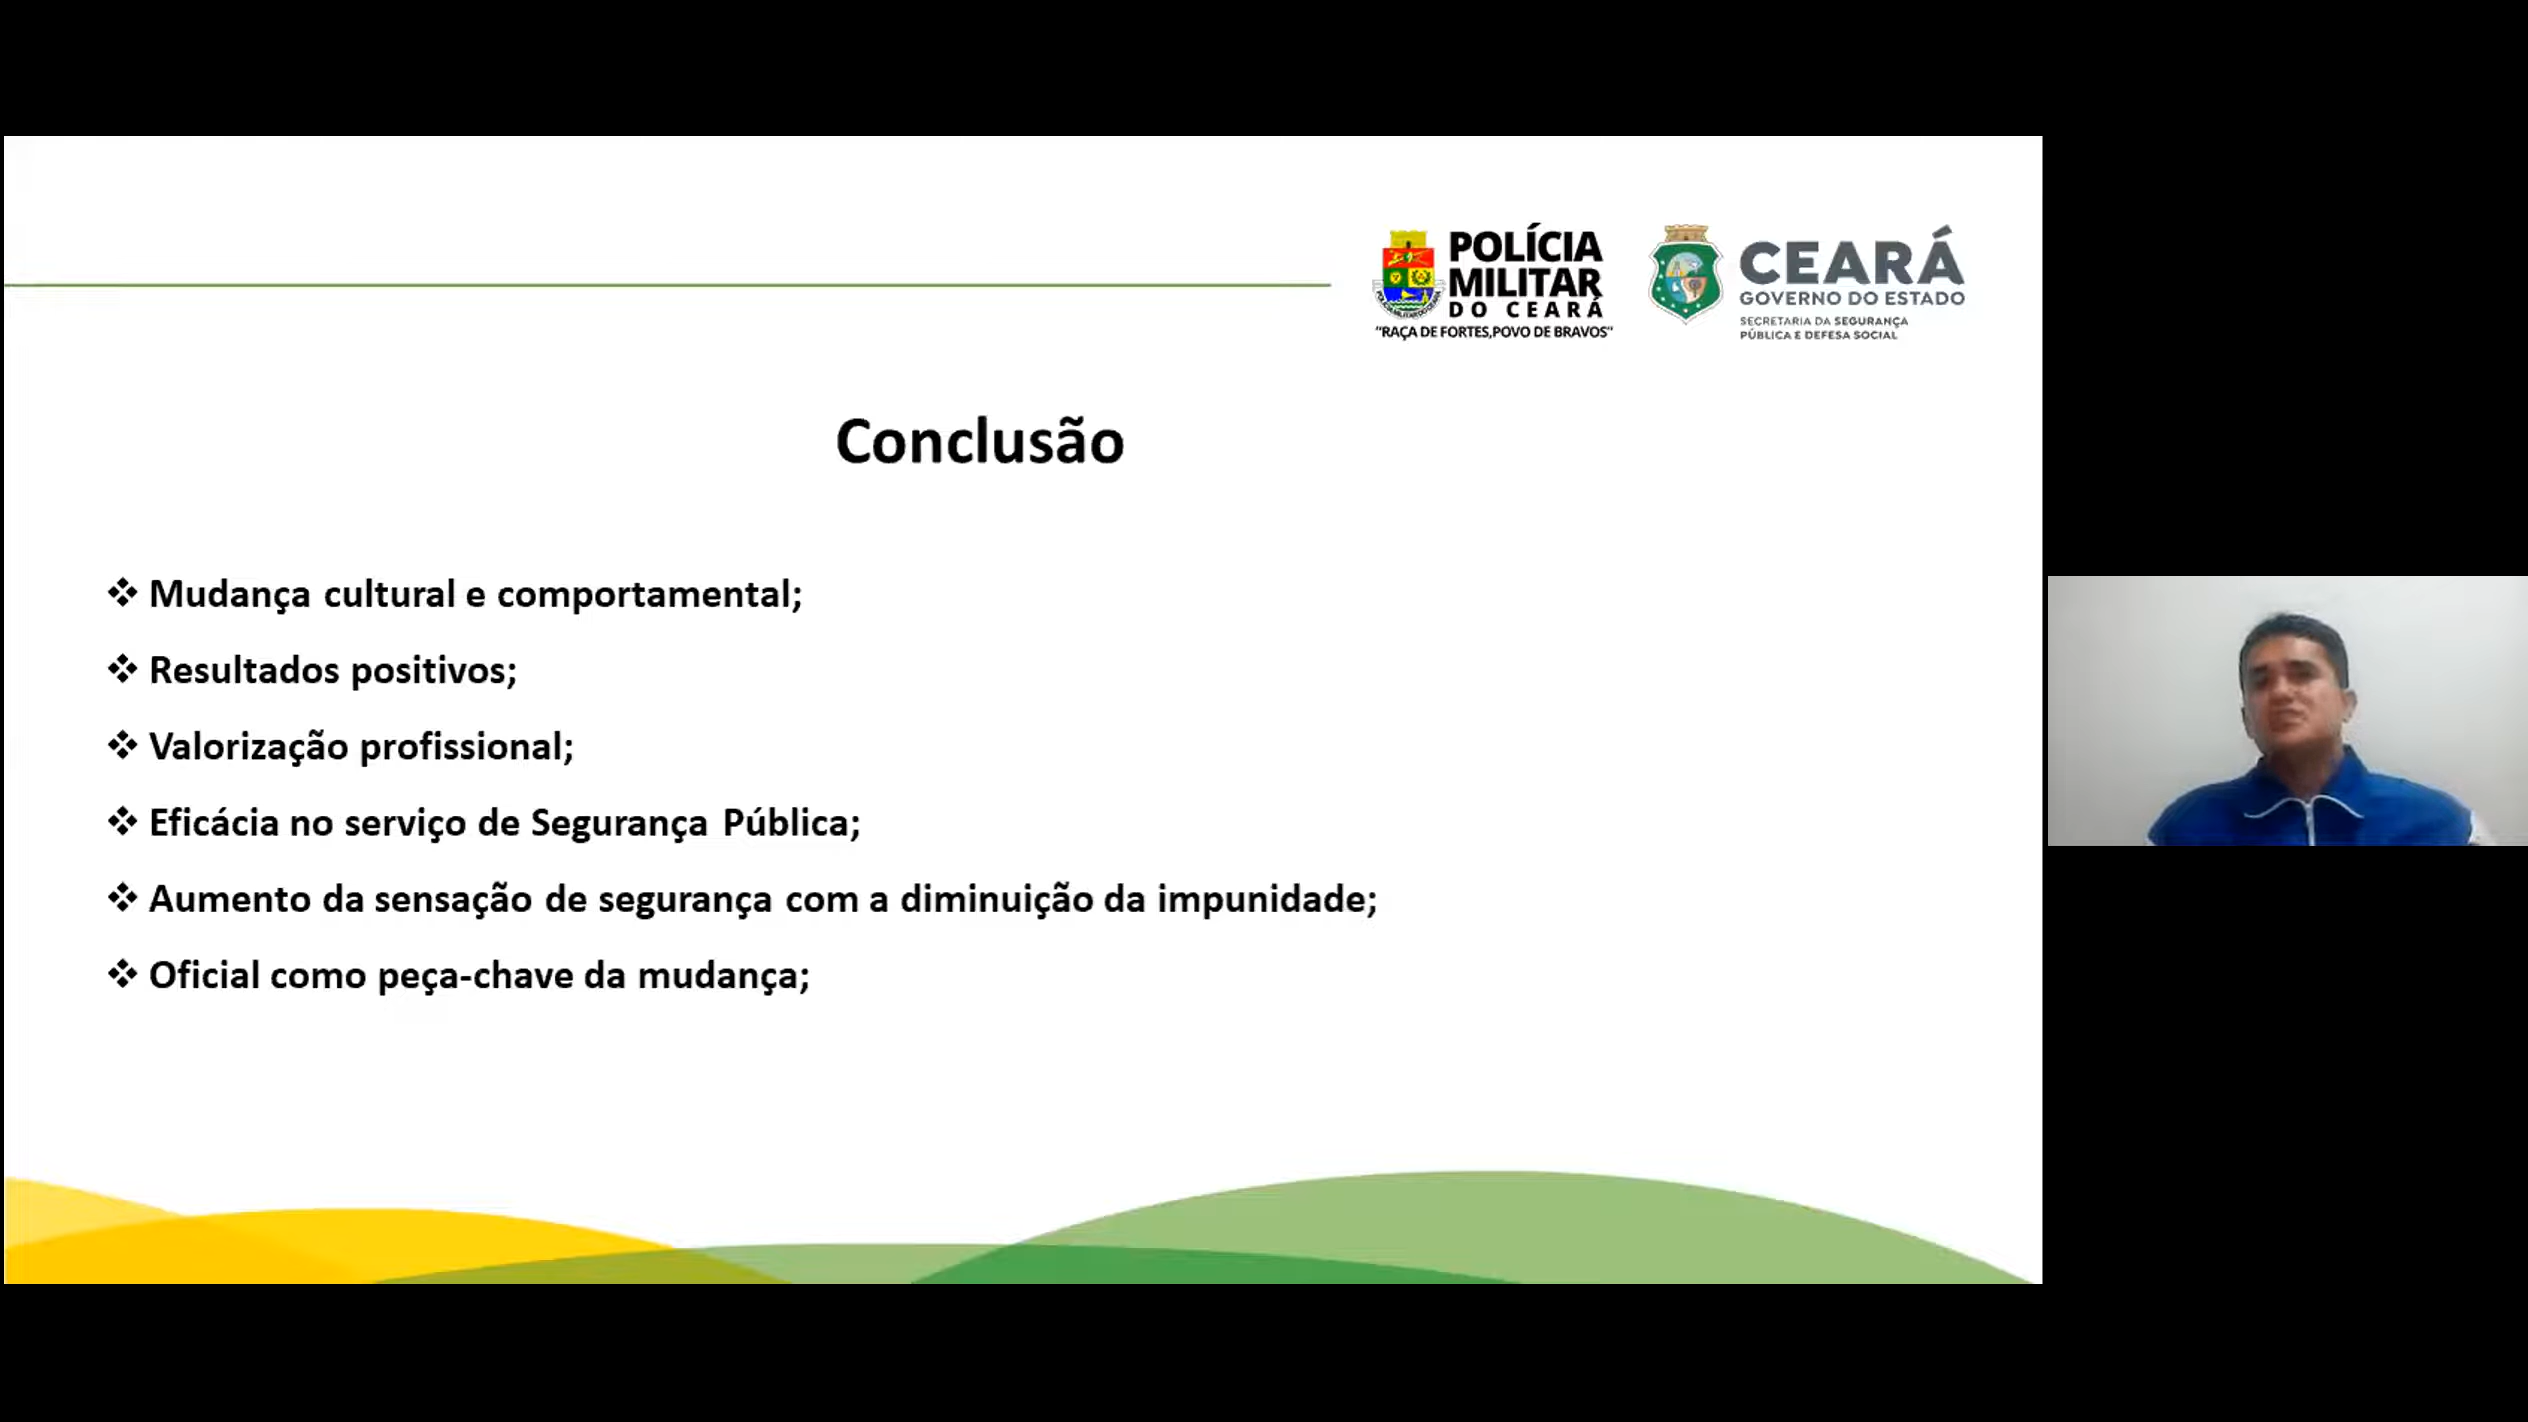 POLÍCIA
MILITAR
DO CEARÁ
"RAÇA DE FORTES,POVO DE BRAVOS"
CEARÁ
GOVERNO DO ESTADO
SECRETARIA DA SEGURANÇA
PÚBLICA E DEFESA SOCIAL
Conclusão
❖ Mudança cultural e comportamental;
❖ Resultados positivos;
❖ Valorização profissional;
❖ Eficácia no serviço de Segurança Pública;
❖ Aumento da sensação de segurança com a diminuição da impunidade;
❖ Oficial como peça-chave da mudança;